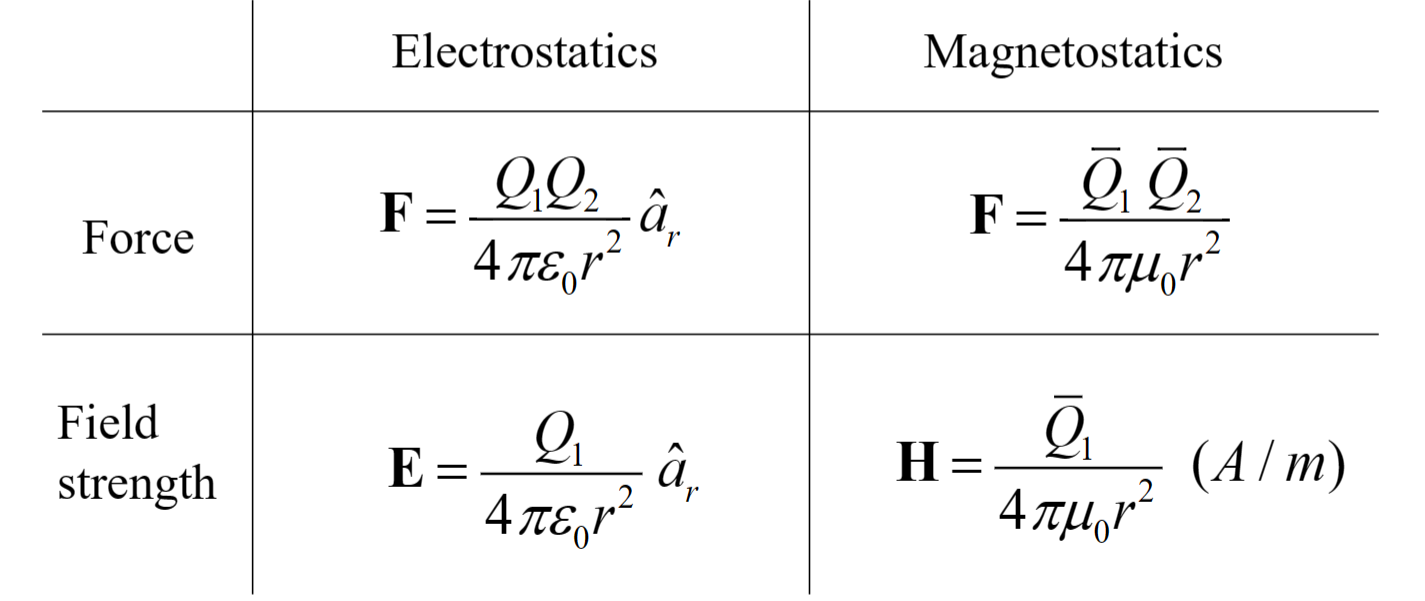 Electrostatics Magnetostatics
Force F = Q₁Q₂ / 4πε₀r² âᵣ F = Q̅₁ Q̅₂ / 4πμ₀r²
Field
strength E = Q₁ / 4πε₀r² âᵣ H = Q̅₁ / 4πμ₀r² (A/m)